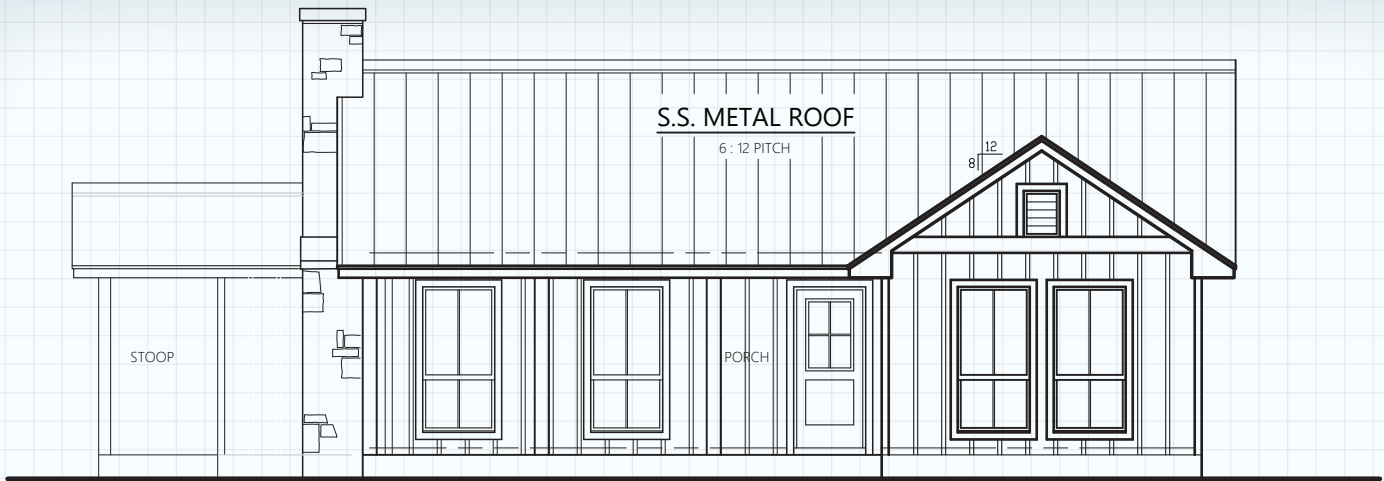 S.S. METAL ROOF
6 : 12 PITCH
12
8
STOOP
PORCH